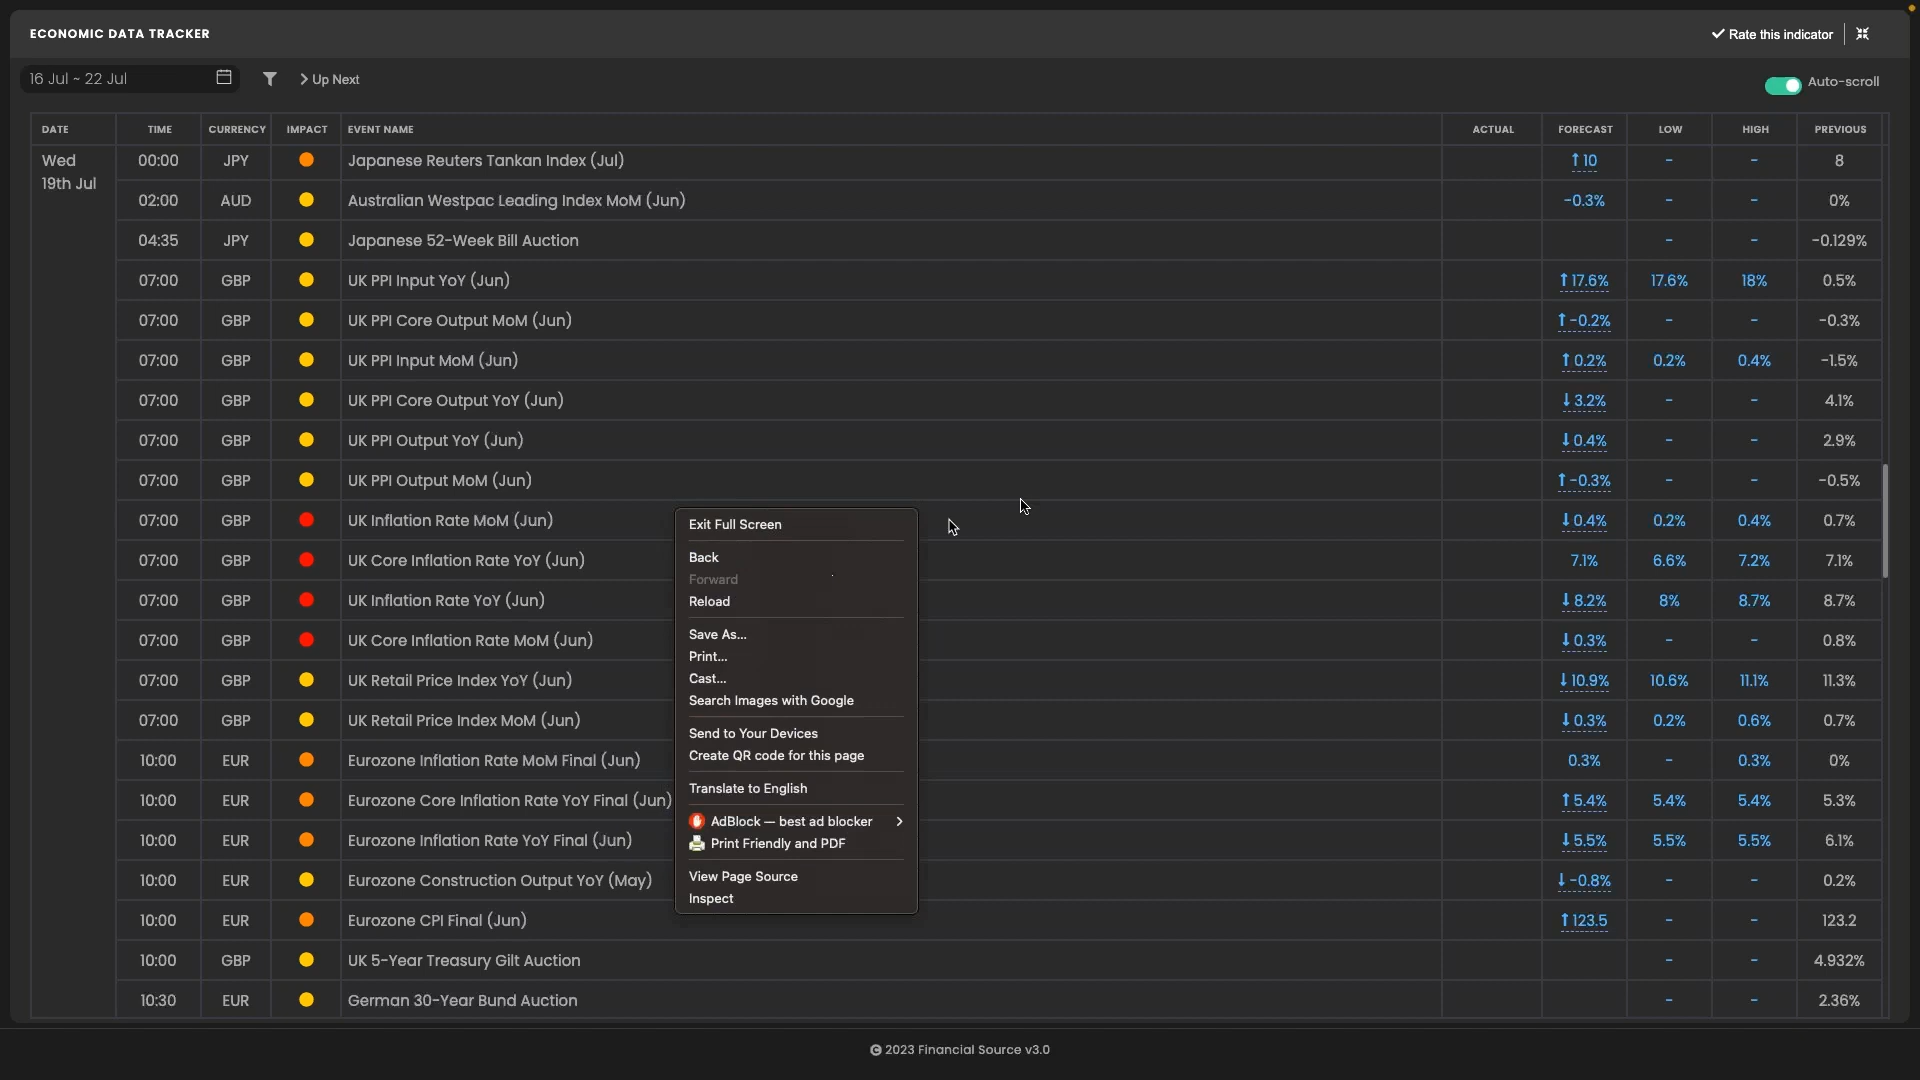 ECONOMIC DATA TRACKER
Rate this indicator
16 Jul ~ 22 Jul
Up Next
Auto-scroll
DATE TIME CURRENCY IMPACT EVENT NAME ACTUAL FORECAST LOW HIGH PREVIOUS
Wed 00:00 JPY Japanese Reuters Tankan Index (Jul) ↑10 - - 8
19th Jul
02:00 AUD Australian Westpac Leading Index MoM (Jun) -0.3% - - 0%
04:35 JPY Japanese 52-Week Bill Auction - - -0.129%
07:00 GBP UK PPI Input YoY (Jun) ↑17.6% 17.6% 18% 0.5%
07:00 GBP UK PPI Core Output MoM (Jun) ↑-0.2% - - -0.3%
07:00 GBP UK PPI Input MoM (Jun) ↑0.2% 0.2% 0.4% -1.5%
07:00 GBP UK PPI Core Output YoY (Jun) ↓3.2% - - 4.1%
07:00 GBP UK PPI Output YoY (Jun) ↓0.4% - - 2.9%
07:00 GBP UK PPI Output MoM (Jun) ↑-0.3% - - -0.5%
07:00 GBP UK Inflation Rate MoM (Jun) ↓0.4% 0.2% 0.4% 0.7%
07:00 GBP UK Core Inflation Rate YoY (Jun) 7.1% 6.6% 7.2% 7.1%
07:00 GBP UK Inflation Rate YoY (Jun) ↓8.2% 8% 8.7% 8.7%
07:00 GBP UK Core Inflation Rate MoM (Jun) ↓0.3% - - 0.8%
07:00 GBP UK Retail Price Index YoY (Jun) ↓10.9% 10.6% 11.1% 11.3%
07:00 GBP UK Retail Price Index MoM (Jun) ↓0.3% 0.2% 0.6% 0.7%
10:00 EUR Eurozone Inflation Rate MoM Final (Jun) 0.3% - 0.3% 0%
10:00 EUR Eurozone Core Inflation Rate YoY Final (Jun) ↑5.4% 5.4% 5.4% 5.3%
10:00 EUR Eurozone Inflation Rate YoY Final (Jun) ↓5.5% 5.5% 5.5% 6.1%
10:00 EUR Eurozone Construction Output YoY (May) ↓-0.8% - - 0.2%
10:00 EUR Eurozone CPI Final (Jun) ↑123.5 - - 123.2
10:00 GBP UK 5-Year Treasury Gilt Auction - - 4.932%
10:30 EUR German 30-Year Bund Auction - - 2.36%
Exit Full Screen
Back
Forward
Reload
Save As...
Print...
Cast...
Search Images with Google
Send to Your Devices
Create QR code for this page
Translate to English
AdBlock — best ad blocker
Print Friendly and PDF
View Page Source
Inspect
© 2023 Financial Source v3.0